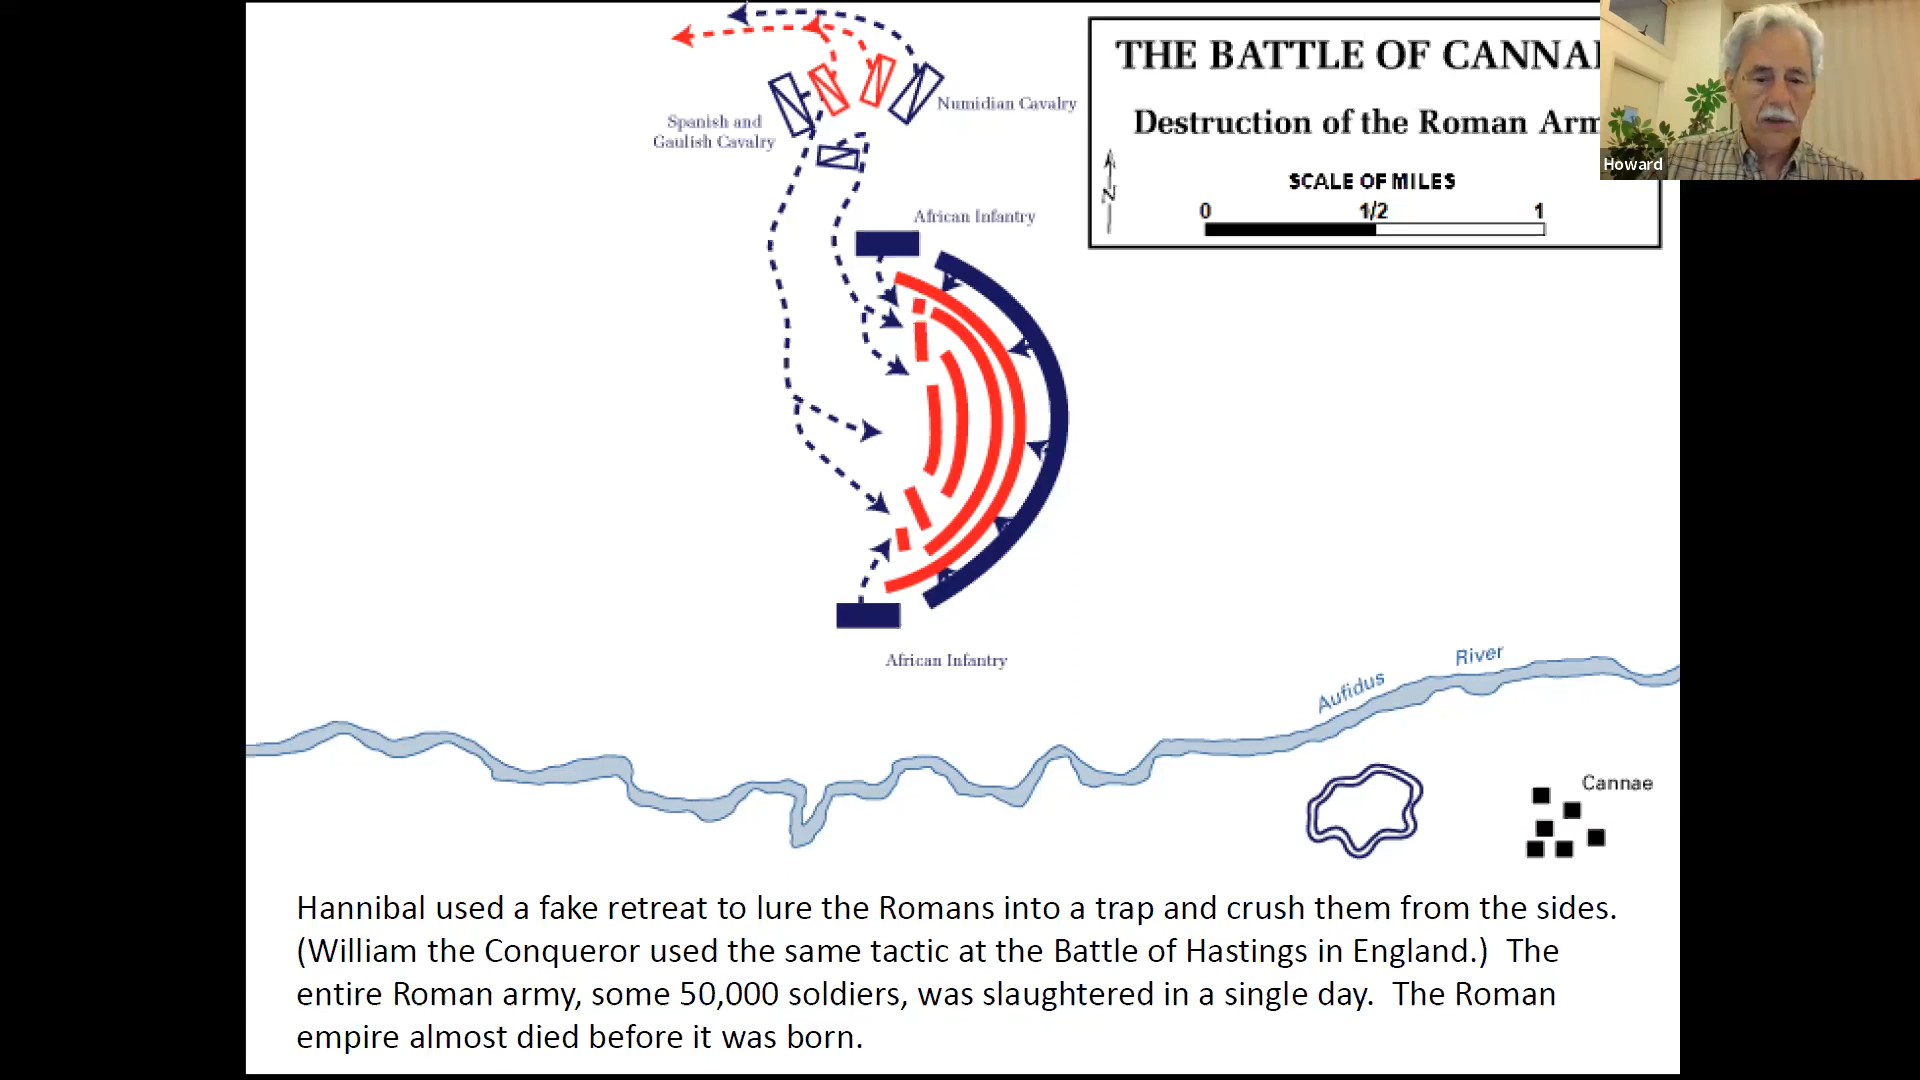 THE BATTLE OF CANNA
Destruction of the Roman Arm
SCALE OF MILES
0 1/2 1
N
Howard
Numidian Cavalry
Spanish and
Gaulish Cavalry
African Infantry
African Infantry
Aufidus River
Cannae
Hannibal used a fake retreat to lure the Romans into a trap and crush them from the sides.
(William the Conqueror used the same tactic at the Battle of Hastings in England.) The
entire Roman army, some 50,000 soldiers, was slaughtered in a single day. The Roman
empire almost died before it was born.